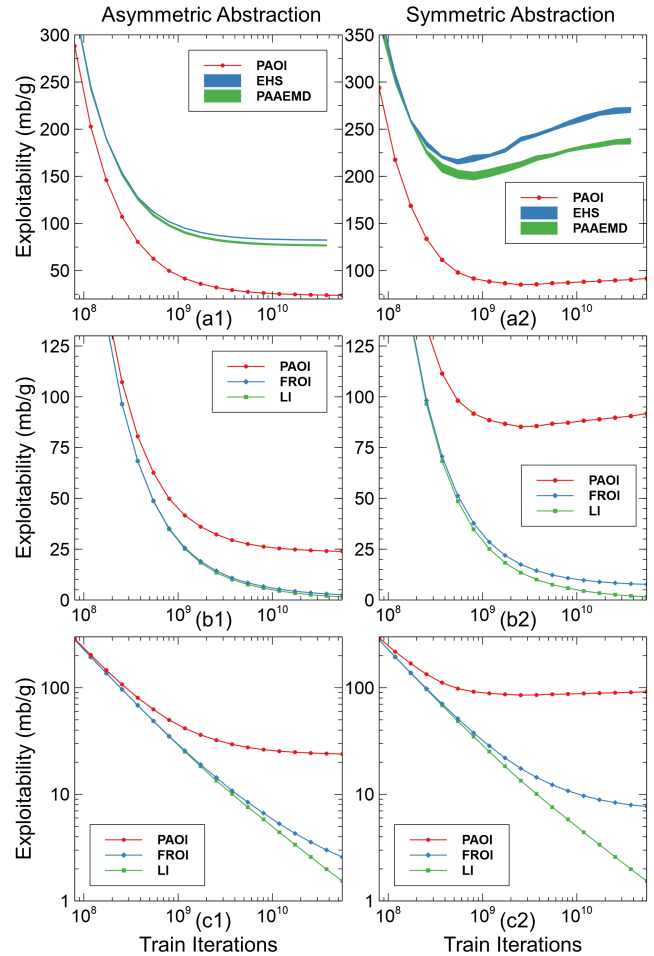 Asymmetric Abstraction
Symmetric Abstraction
Exploitability (mb/g)
300
250
200
150
100
50
PAOI
EHS
PAAEMD
10^8
10^9
10^10
(a1)
350
300
250
200
150
100
PAOI
EHS
PAAEMD
10^8
10^9
10^10
(a2)
Exploitability (mb/g)
125
100
75
50
25
0
PAOI
FROI
LI
10^8
10^9
10^10
(b1)
125
100
75
50
25
0
PAOI
FROI
LI
10^8
10^9
10^10
(b2)
Exploitability (mb/g)
100
10
1
PAOI
FROI
LI
10^8
10^9
10^10
(c1)
Train Iterations
100
10
1
PAOI
FROI
LI
10^8
10^9
10^10
(c2)
Train Iterations